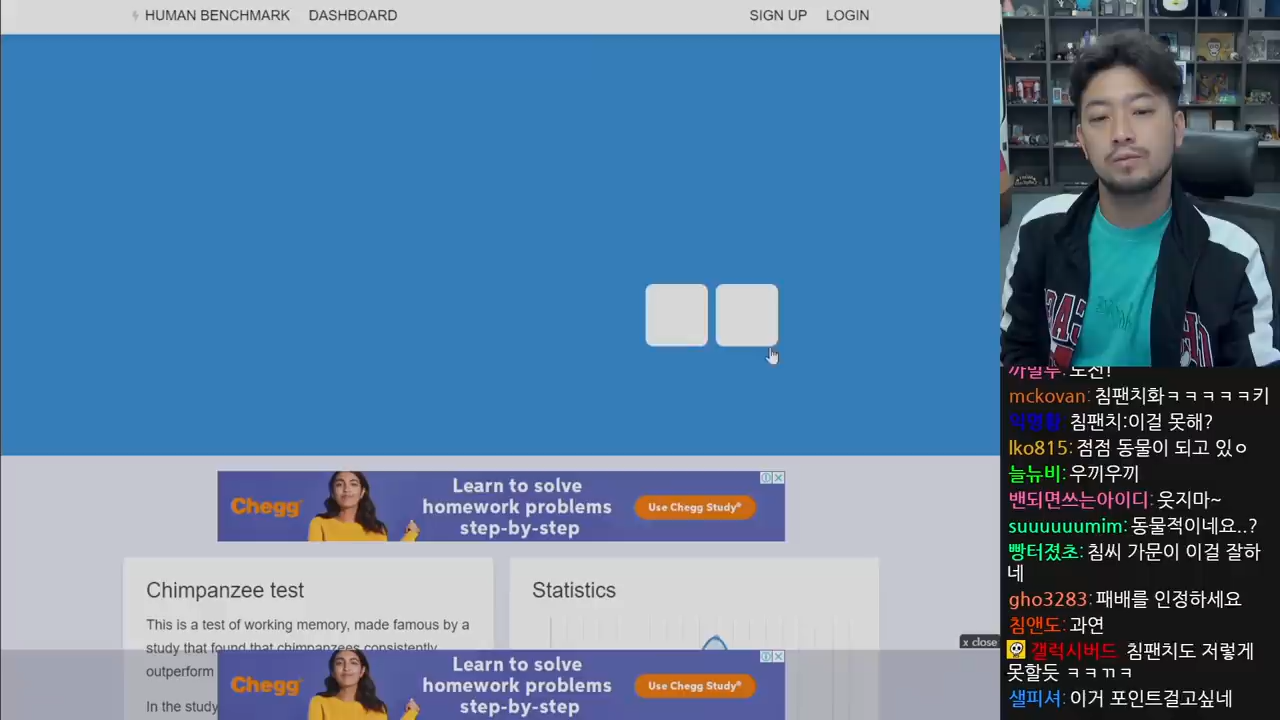 HUMAN BENCHMARK
DASHBOARD
SIGN UP
LOGIN
Chegg
Learn to solve
homework problems
step-by-step
Use Chegg Study®
Chimpanzee test
This is a test of working memory, made famous by a
study that found that chimpanzees consistently
outperform
In the study
Statistics
x close
Chegg
Learn to solve
homework problems
step-by-step
Use Chegg Study®
도전!
mckovan: 침팬치화ㅋㅋㅋㅋㅋ키
침팬치:이걸 못해?
lko815: 점점 동물이 되고 있ㅇ
늘뉴비: 우끼우끼
밴되면쓰는아이디: 웃지마~
suuuuuumim: 동물적이네요..?
빵터졌초: 침씨 가문이 이걸 잘하
네
gho3283: 패배를 인정하세요
침앤도: 과연
갤럭시버드: 침팬치도 저렇게
못할듯 ㅋㅋㄲㅋ
샐피셔: 이거 포인트걸고싶네